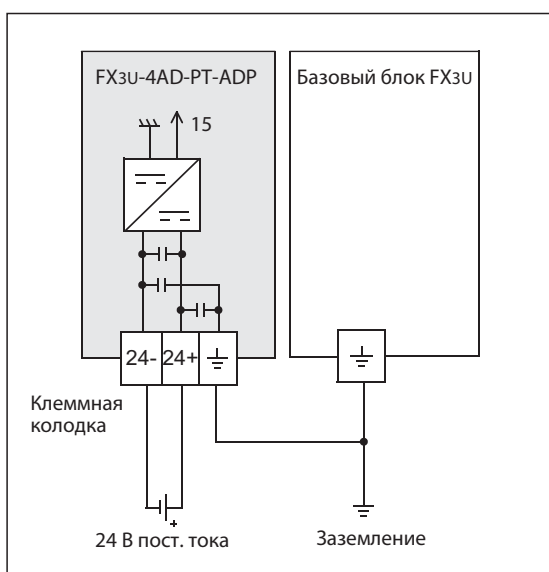 FX3U-4AD-PT-ADP
Базовый блок FX3U
15
24- 24+
Клеммная
колодка
+
24 В пост. тока
Заземление